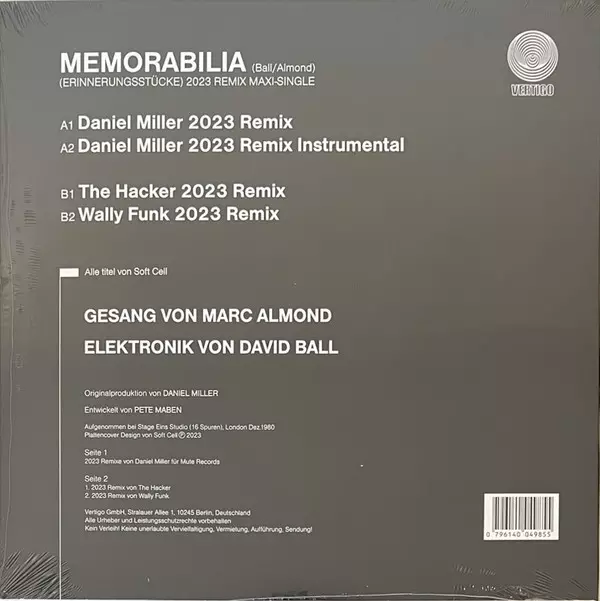 MEMORABILIA (Ball/Almond)
(ERINNERUNGSSTÜCKE) 2023 REMIX MAXI-SINGLE
VERTIGO
A1 Daniel Miller 2023 Remix
A2 Daniel Miller 2023 Remix Instrumental
B1 The Hacker 2023 Remix
B2 Wally Funk 2023 Remix
Alle titel von Soft Cell
GESANG VON MARC ALMOND
ELEKTRONIK VON DAVID BALL
Originalproduktion von DANIEL MILLER
Entwickelt von PETE MABEN
Aufgenommen bei Stage Eins Studio (16 Spuren), London Dez.1980
Plattencover Design von Soft Cell ℗ 2023
Seite 1
2023 Remixe von Daniel Miller für Mute Records
Seite 2
1. 2023 Remix von The Hacker
2. 2023 Remix von Wally Funk.
Vertigo GmbH, Stralauer Allee 1, 10245 Berlin, Deutschland
Alle Urheber und Leistungsschutzrechte vorbehalten
Kein Verleih! Keine unerlaubte Vervielfältigung, Vermietung, Aufführung, Sendung!
0 796140 049855